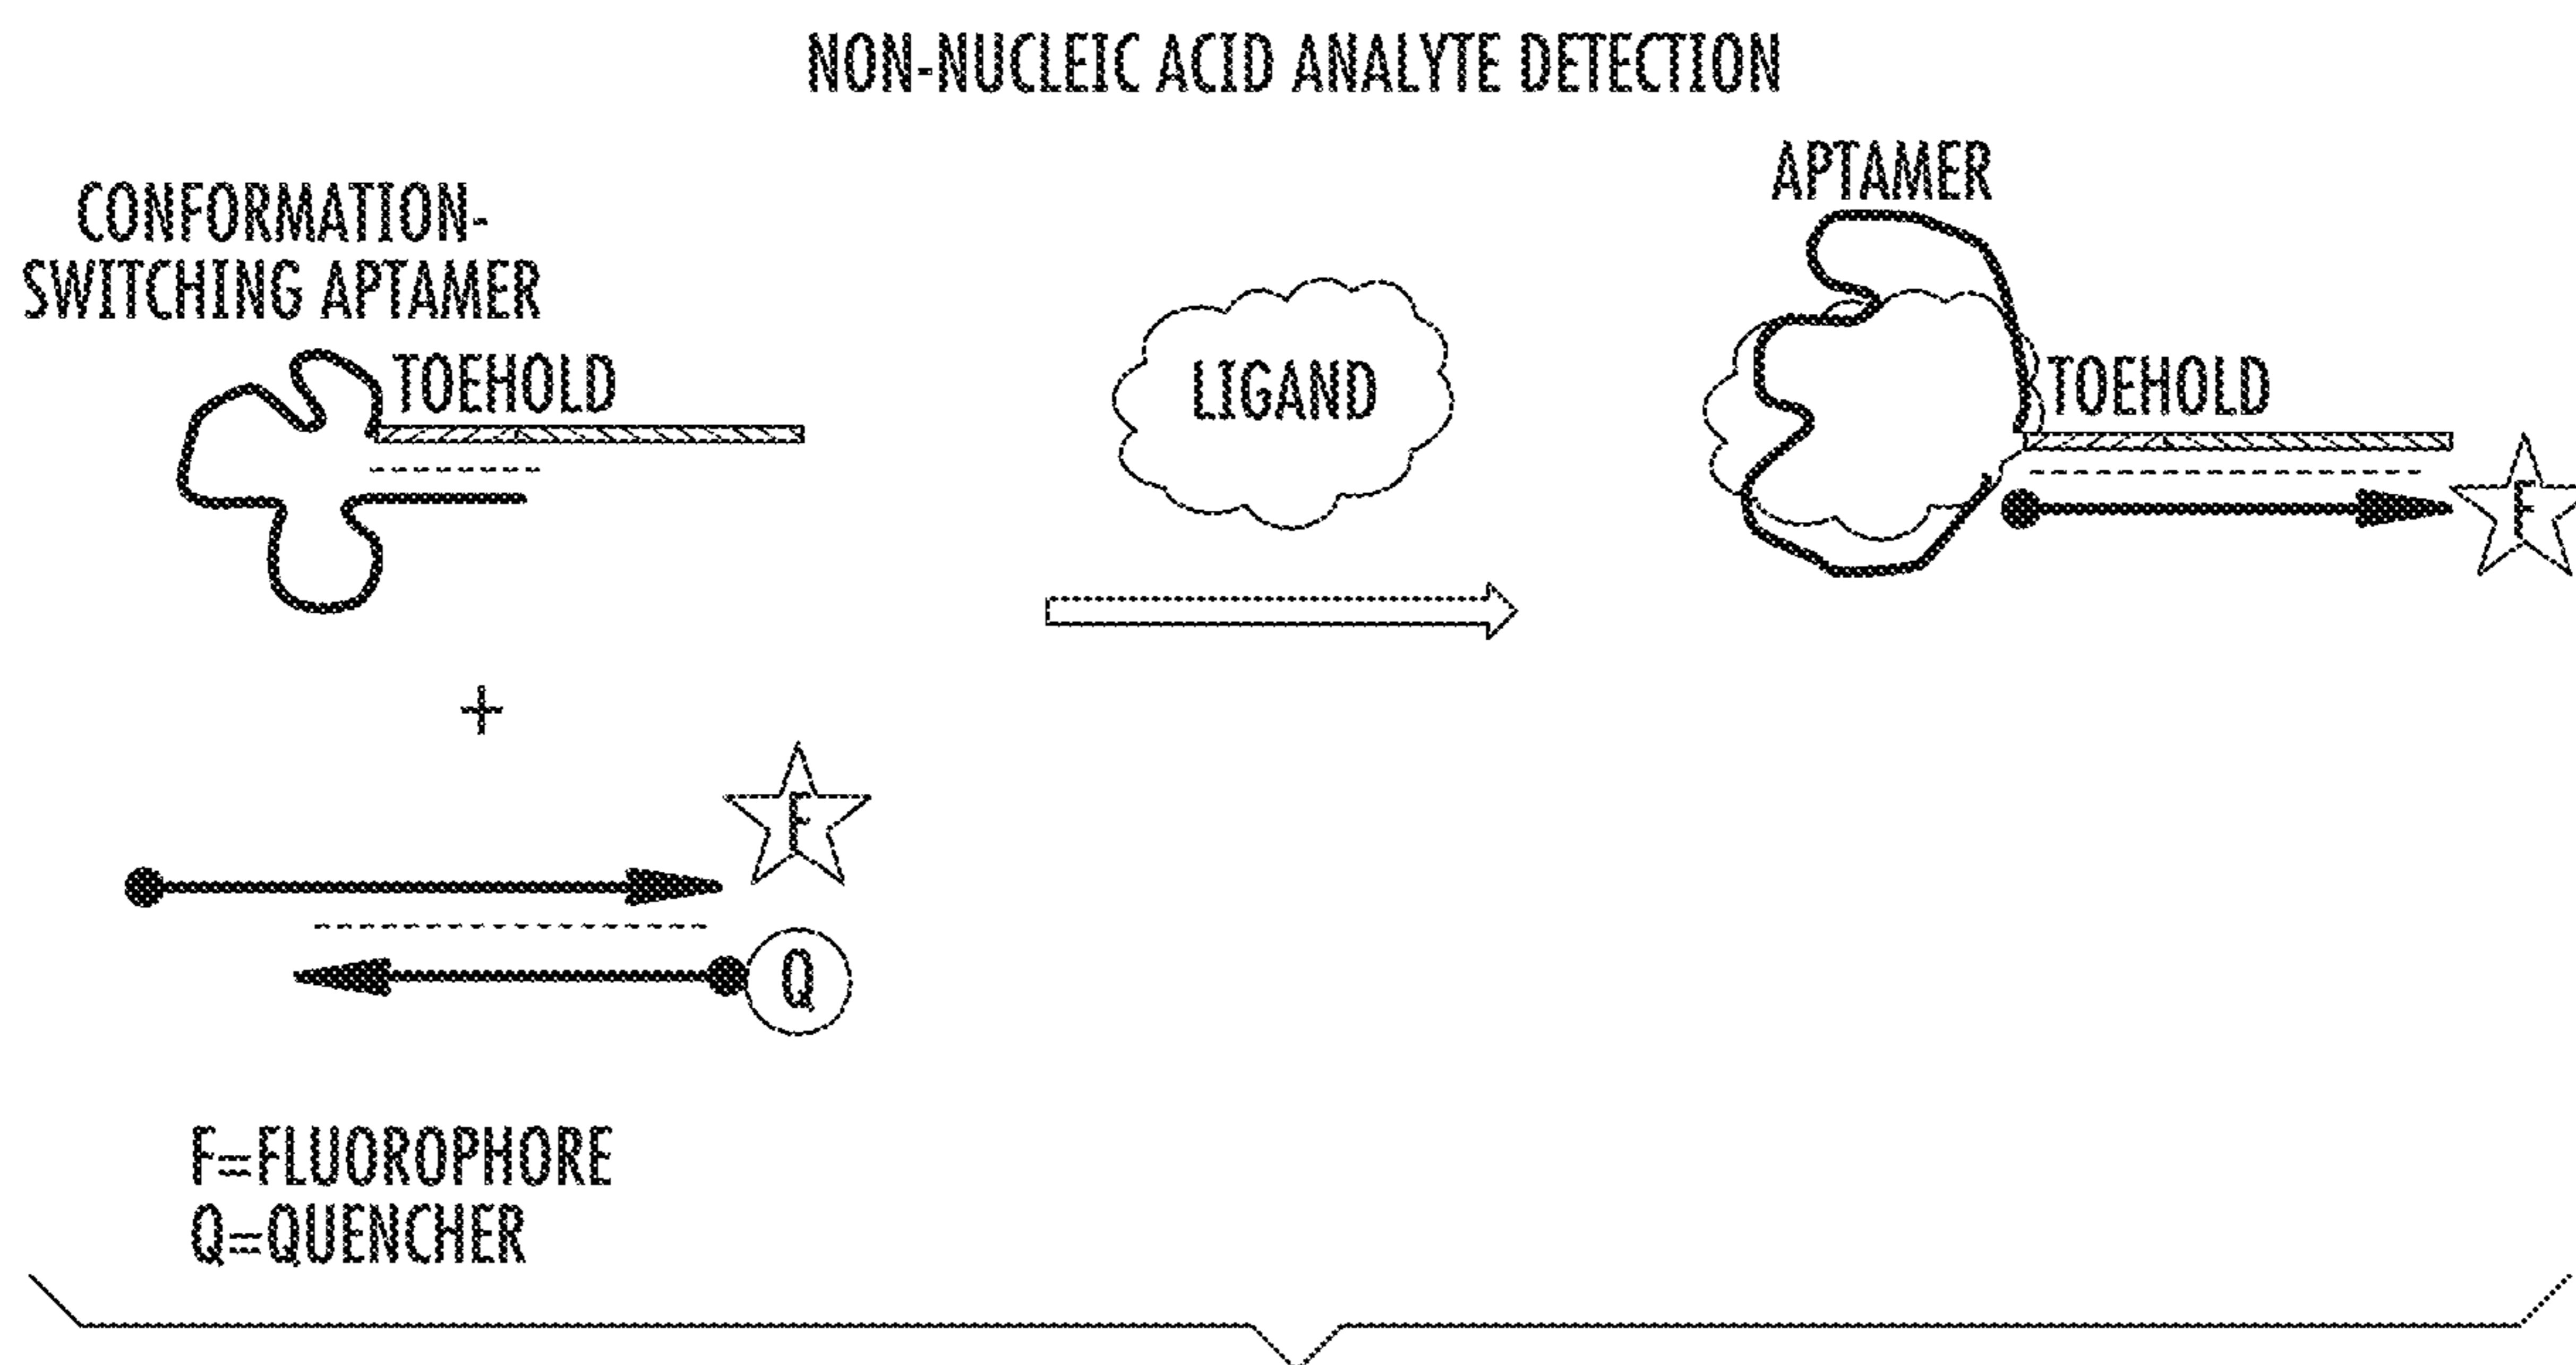 NON-NUCLEIC ACID ANALYTE DETECTION
CONFORMATION-
SWITCHING APTAMER
TOEHOLD
LIGAND
APTAMER
TOEHOLD
F
+
F
Q
F=FLUOROPHORE
Q=QUENCHER